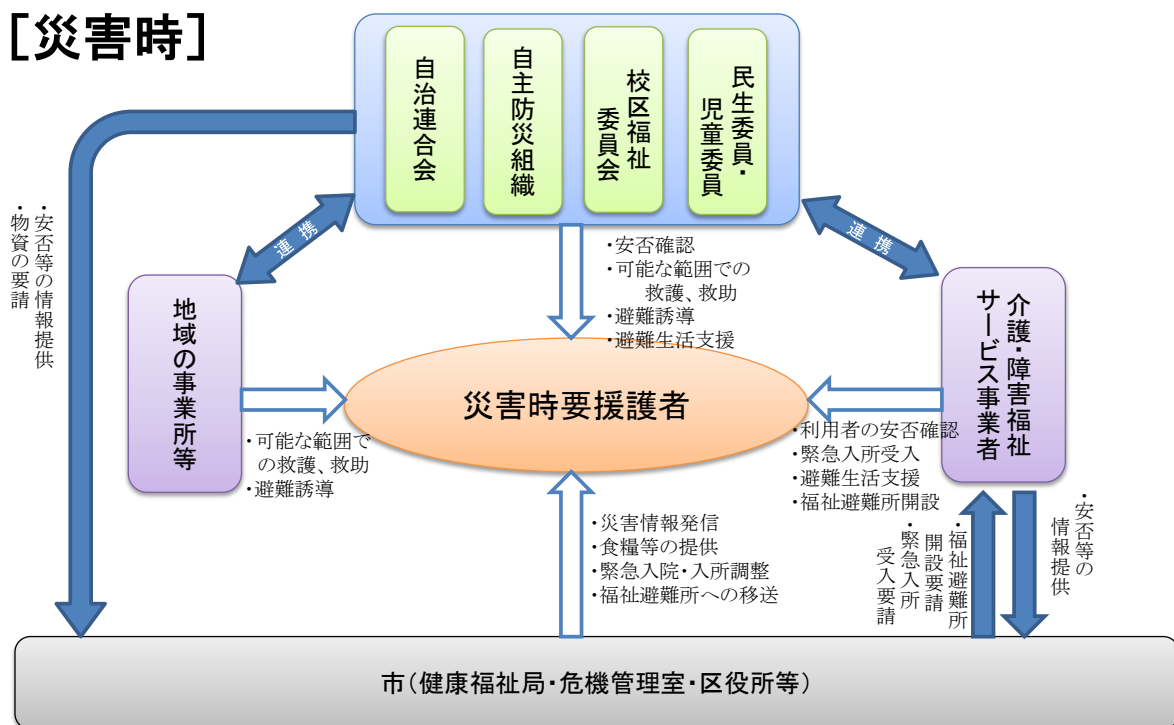 [災害時]
自治連合会
自主防災組織
校区福祉
委員会
民生委員・
児童委員
・安否等の情報提供
・物資の要請
連携
連携
・安否確認
・可能な範囲での
救護、救助
・避難誘導
・避難生活支援
地域の事業所等
介護・障害福祉
サービス事業者
災害時要援護者
・可能な範囲で
の救護、救助
・避難誘導
・利用者の安否確認
・緊急入所受入
・避難生活支援
・福祉避難所開設
・災害情報発信
・食糧等の提供
・緊急入院・入所調整
・福祉避難所への移送
・福祉避難所
開設要請
・緊急入所
受入要請
・安否等の
情報提供
市(健康福祉局・危機管理室・区役所等)